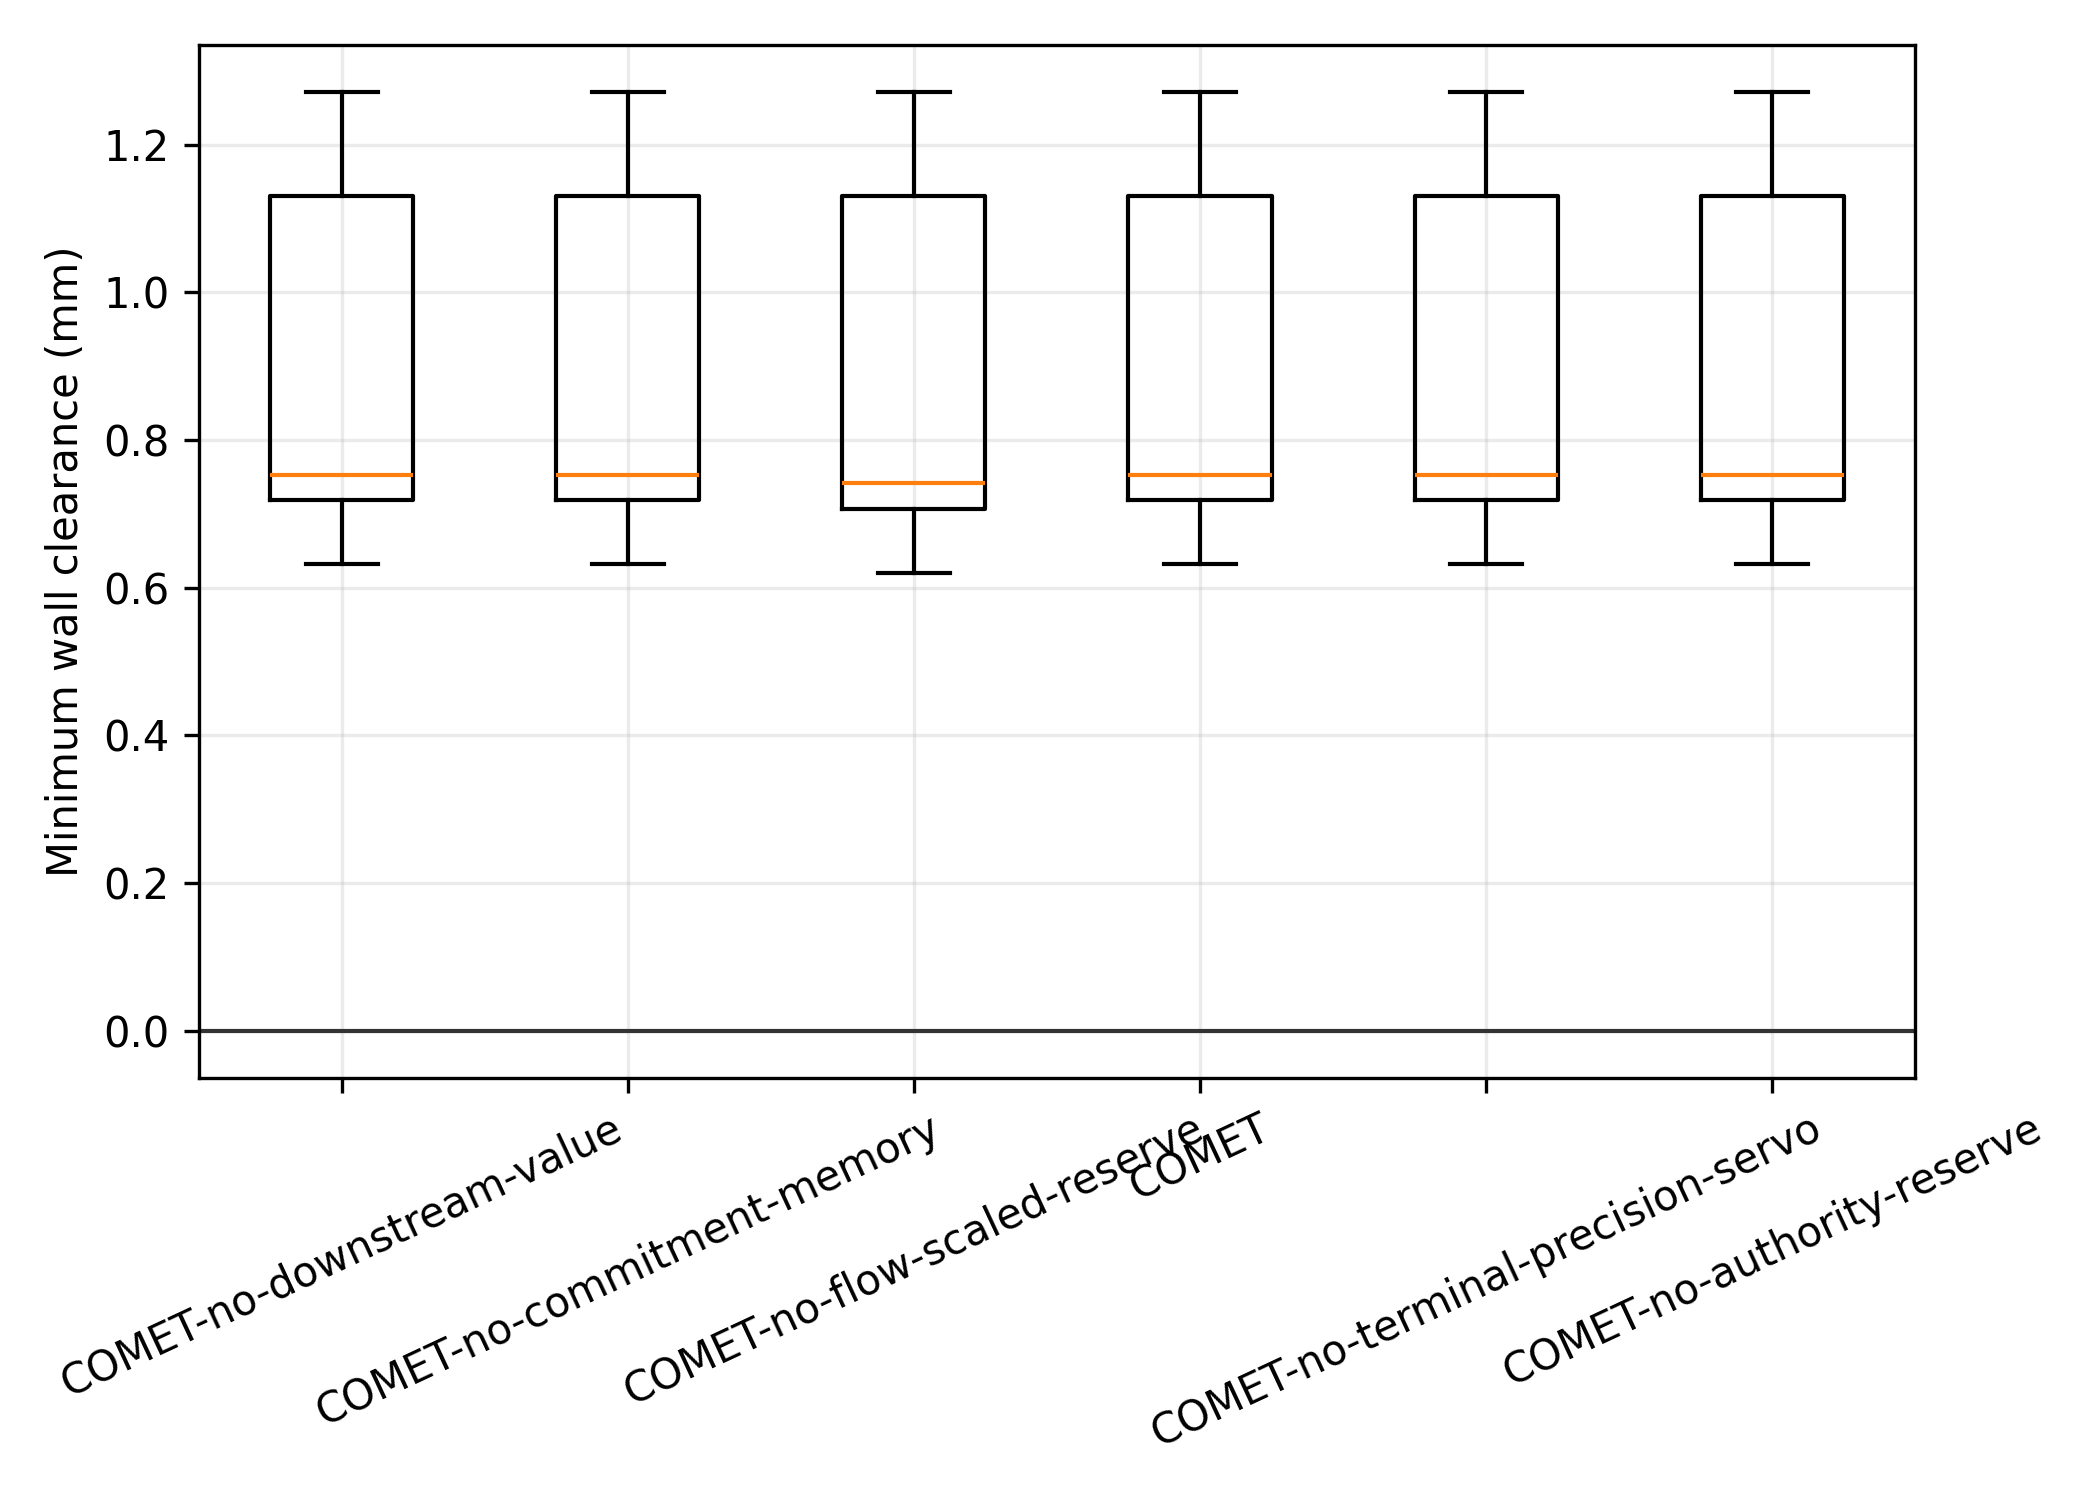 Minimum wall clearance (mm)
1.2
1.0
0.8
0.6
0.4
0.2
0.0
COMET-no-downstream-value
COMET-no-commitment-memory
COMET-no-flow-scaled-reserve
COMET
COMET-no-terminal-precision-servo
COMET-no-authority-reserve